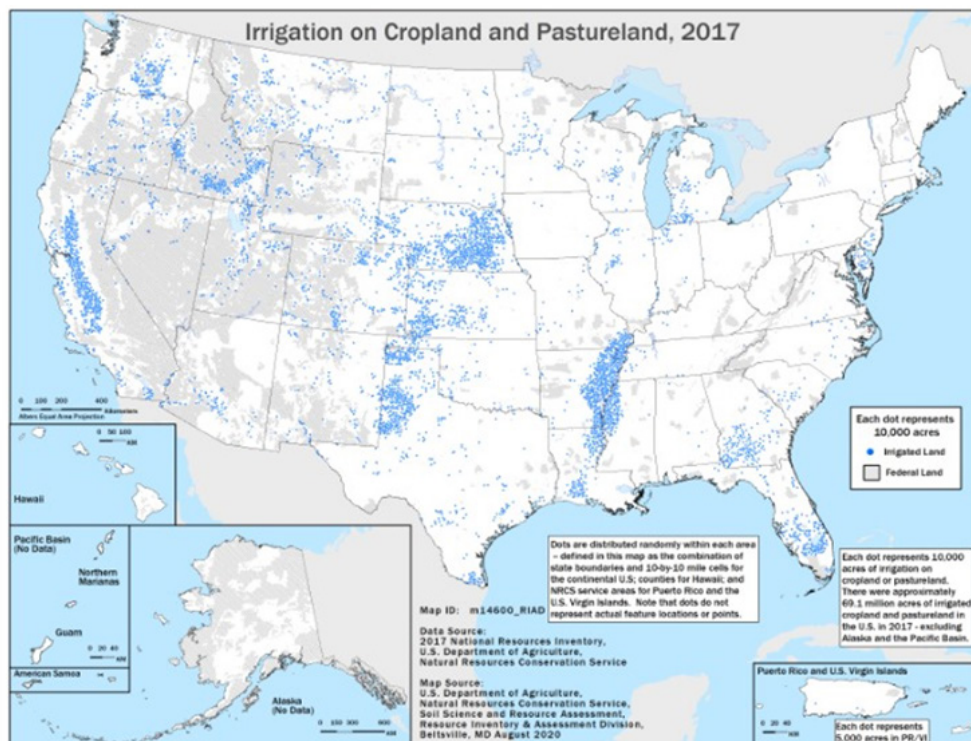 Irrigation on Cropland and Pastureland, 2017
0 100 200 400
Kilometers
Albers Equal Area Projection
0 50 100
KM
Hawaii
Pacific Basin
(No Data)
Northern
Marianas
Guam
0 20 40
KM
American Samoa
Alaska
(No Data)
0 100 200 400
KM
Each dot represents
10,000 acres
Irrigated Land
Federal Land
Dots are distributed randomly within each area
– defined in this map as the combination of
state boundaries and 10-by-10 mile cells for
the continental U.S; counties for Hawaii; and
NRCS service areas for Puerto Rico and the
U.S. Virgin Islands. Note that dots do not
represent actual feature locations or points.
Each dot represents 10,000
acres of irrigation on
cropland or pastureland.
There were approximately
69.1 million acres of irrigated
cropland and pastureland in
the U.S. in 2017 - excluding
Alaska and the Pacific Basin.
Map ID: m14600_RIAD
Data Source:
2017 National Resources Inventory,
U.S. Department of Agriculture,
Natural Resources Conservation Service
Map Source:
U.S. Department of Agriculture,
Natural Resources Conservation Service,
Soil Science and Resource Assessment,
Resource Inventory & Assessment Division,
Beltsville, MD August 2020
Puerto Rico and U.S. Virgin Islands
0 20 40
KM
Each dot represents
5,000 acres in PR/VI